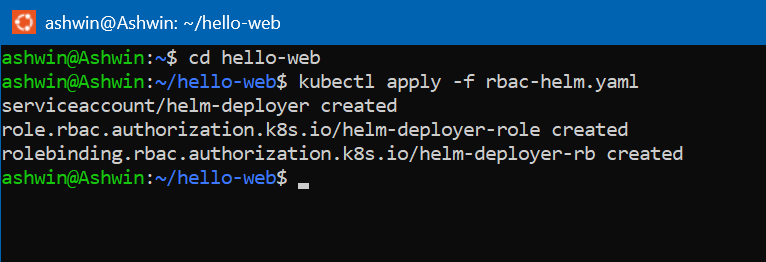 ashwin@Ashwin: ~/hello-web
ashwin@Ashwin:~$ cd hello-web
ashwin@Ashwin:~/hello-web$ kubectl apply -f rbac-helm.yaml
serviceaccount/helm-deployer created
role.rbac.authorization.k8s.io/helm-deployer-role created
rolebinding.rbac.authorization.k8s.io/helm-deployer-rb created
ashwin@Ashwin:~/hello-web$